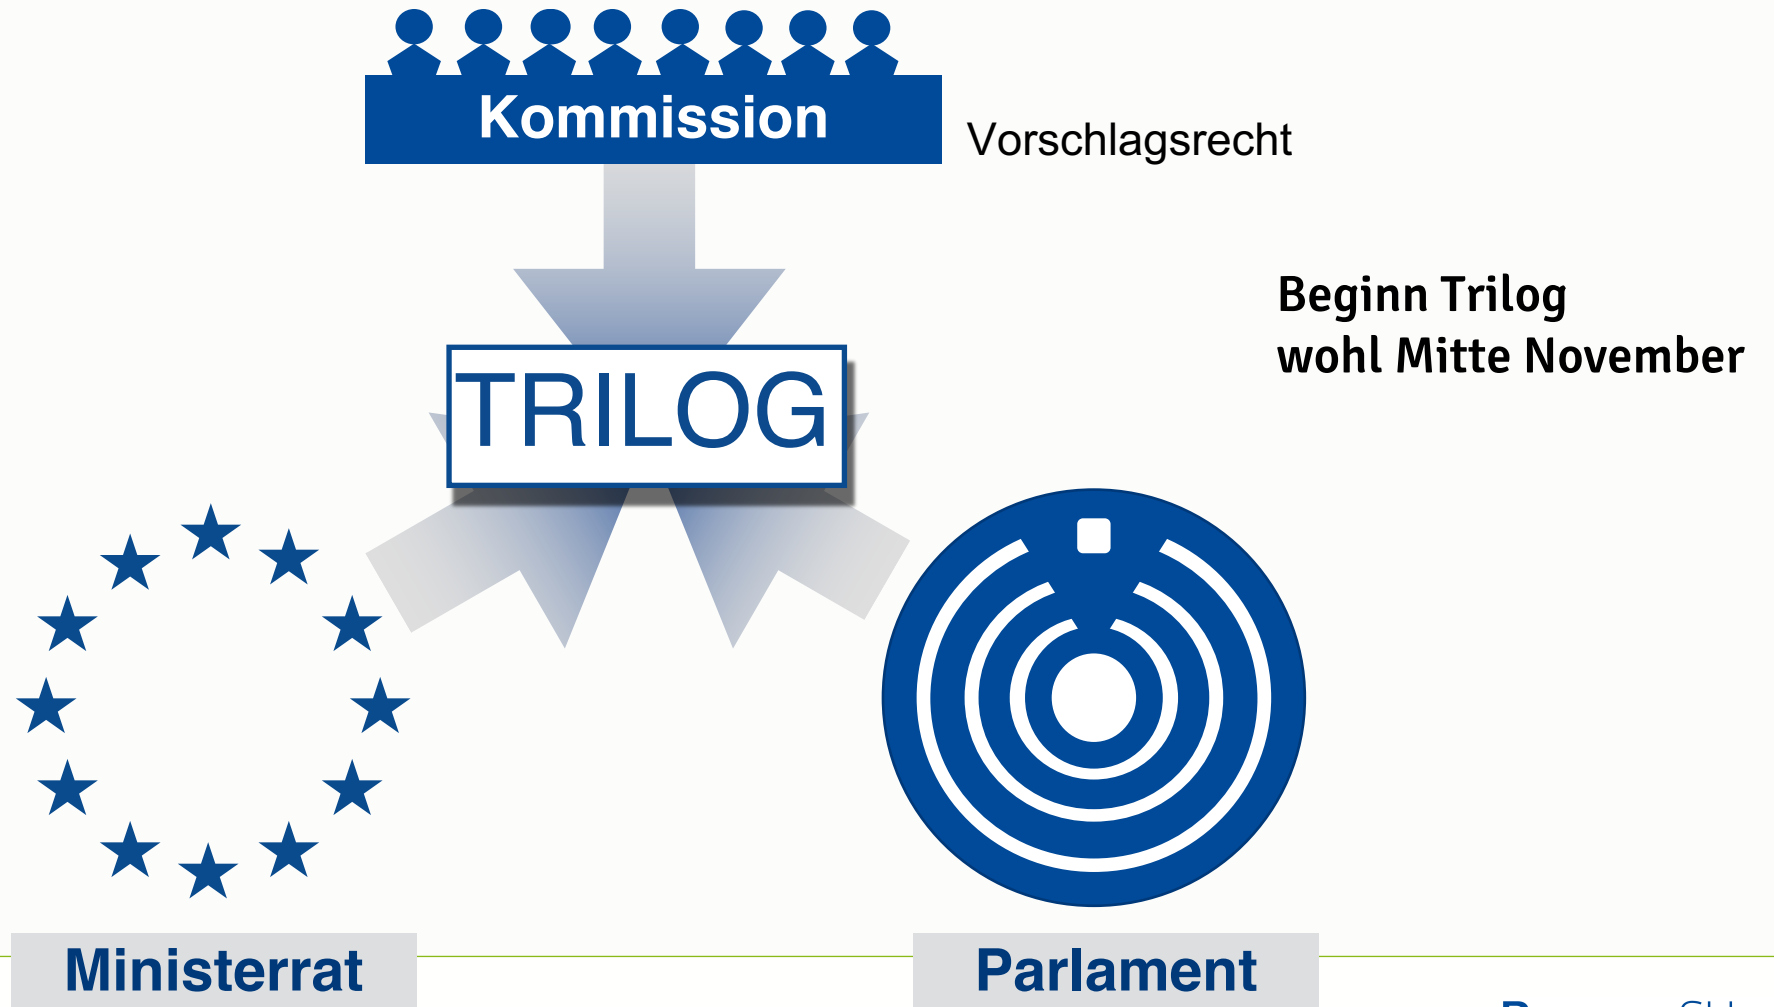 Kommission
Vorschlagsrecht
Beginn Trilog
wohl Mitte November
TRILOG
Ministerrat
Parlament